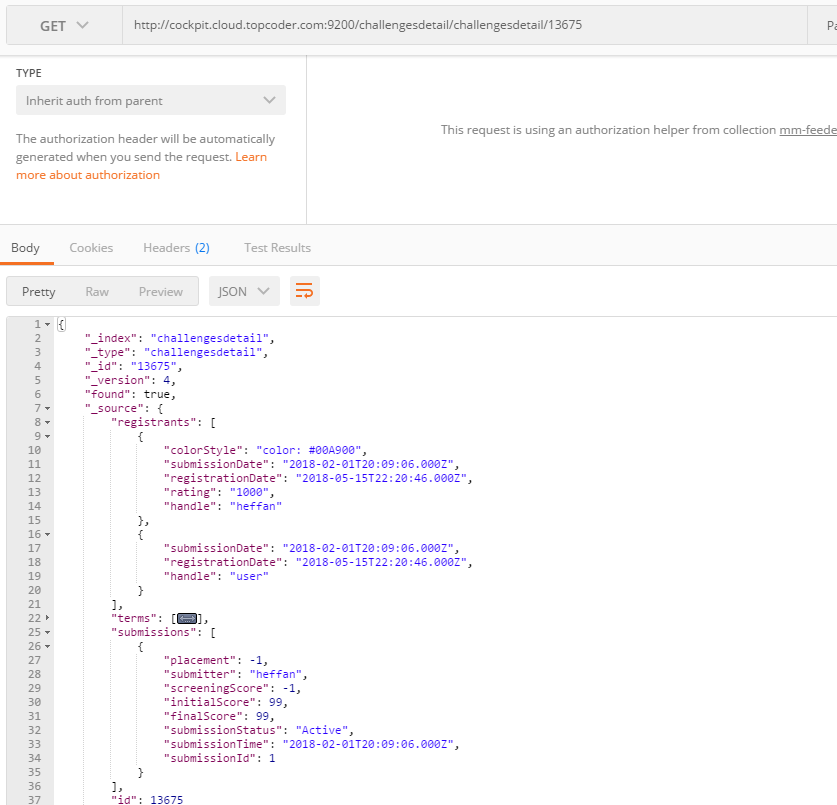 GET http://cockpit.cloud.topcoder.com:9200/challengesdetail/challengesdetail/13675 Pa
TYPE
Inherit auth from parent
The authorization header will be automatically
generated when you send the request. Learn
more about authorization
This request is using an authorization helper from collection mm-feede
Body Cookies Headers (2) Test Results
Pretty Raw Preview JSON
1 {
2 "_index": "challengesdetail",
3 "_type": "challengesdetail",
4 "_id": "13675",
5 "_version": 4,
6 "found": true,
7 "_source": {
8 "registrants": [
9 {
10 "colorStyle": "color: #00A900",
11 "submissionDate": "2018-02-01T20:09:06.000Z",
12 "registrationDate": "2018-05-15T22:20:46.000Z",
13 "rating": "1000",
14 "handle": "heffan"
15 },
16 {
17 "submissionDate": "2018-02-01T20:09:06.000Z",
18 "registrationDate": "2018-05-15T22:20:46.000Z",
19 "handle": "user"
20 }
21 ],
22 "terms": [],
25 "submissions": [
26 {
27 "placement": -1,
28 "submitter": "heffan",
29 "screeningScore": -1,
30 "initialScore": 99,
31 "finalScore": 99,
32 "submissionStatus": "Active",
33 "submissionTime": "2018-02-01T20:09:06.000Z",
34 "submissionId": 1
35 }
36 ],
37 "id": 13675